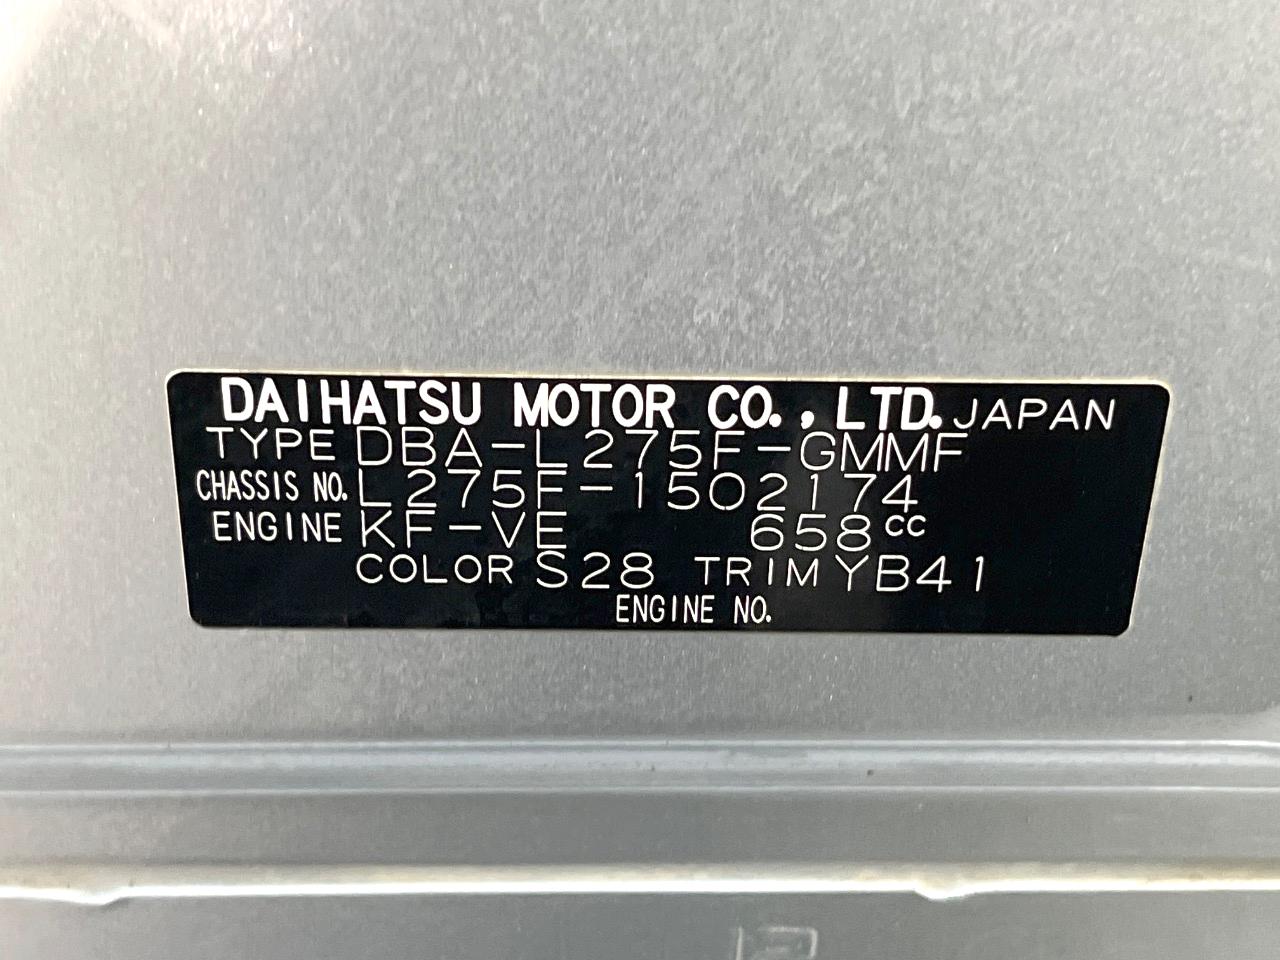 DAIHATSU MOTOR CO., LTD. JAPAN
TYPE DBA-L275F-GMMF
CHASSIS NO. L275F-1502174
ENGINE KF-VE 658cc
COLOR S28 TRIM YB41
ENGINE NO.